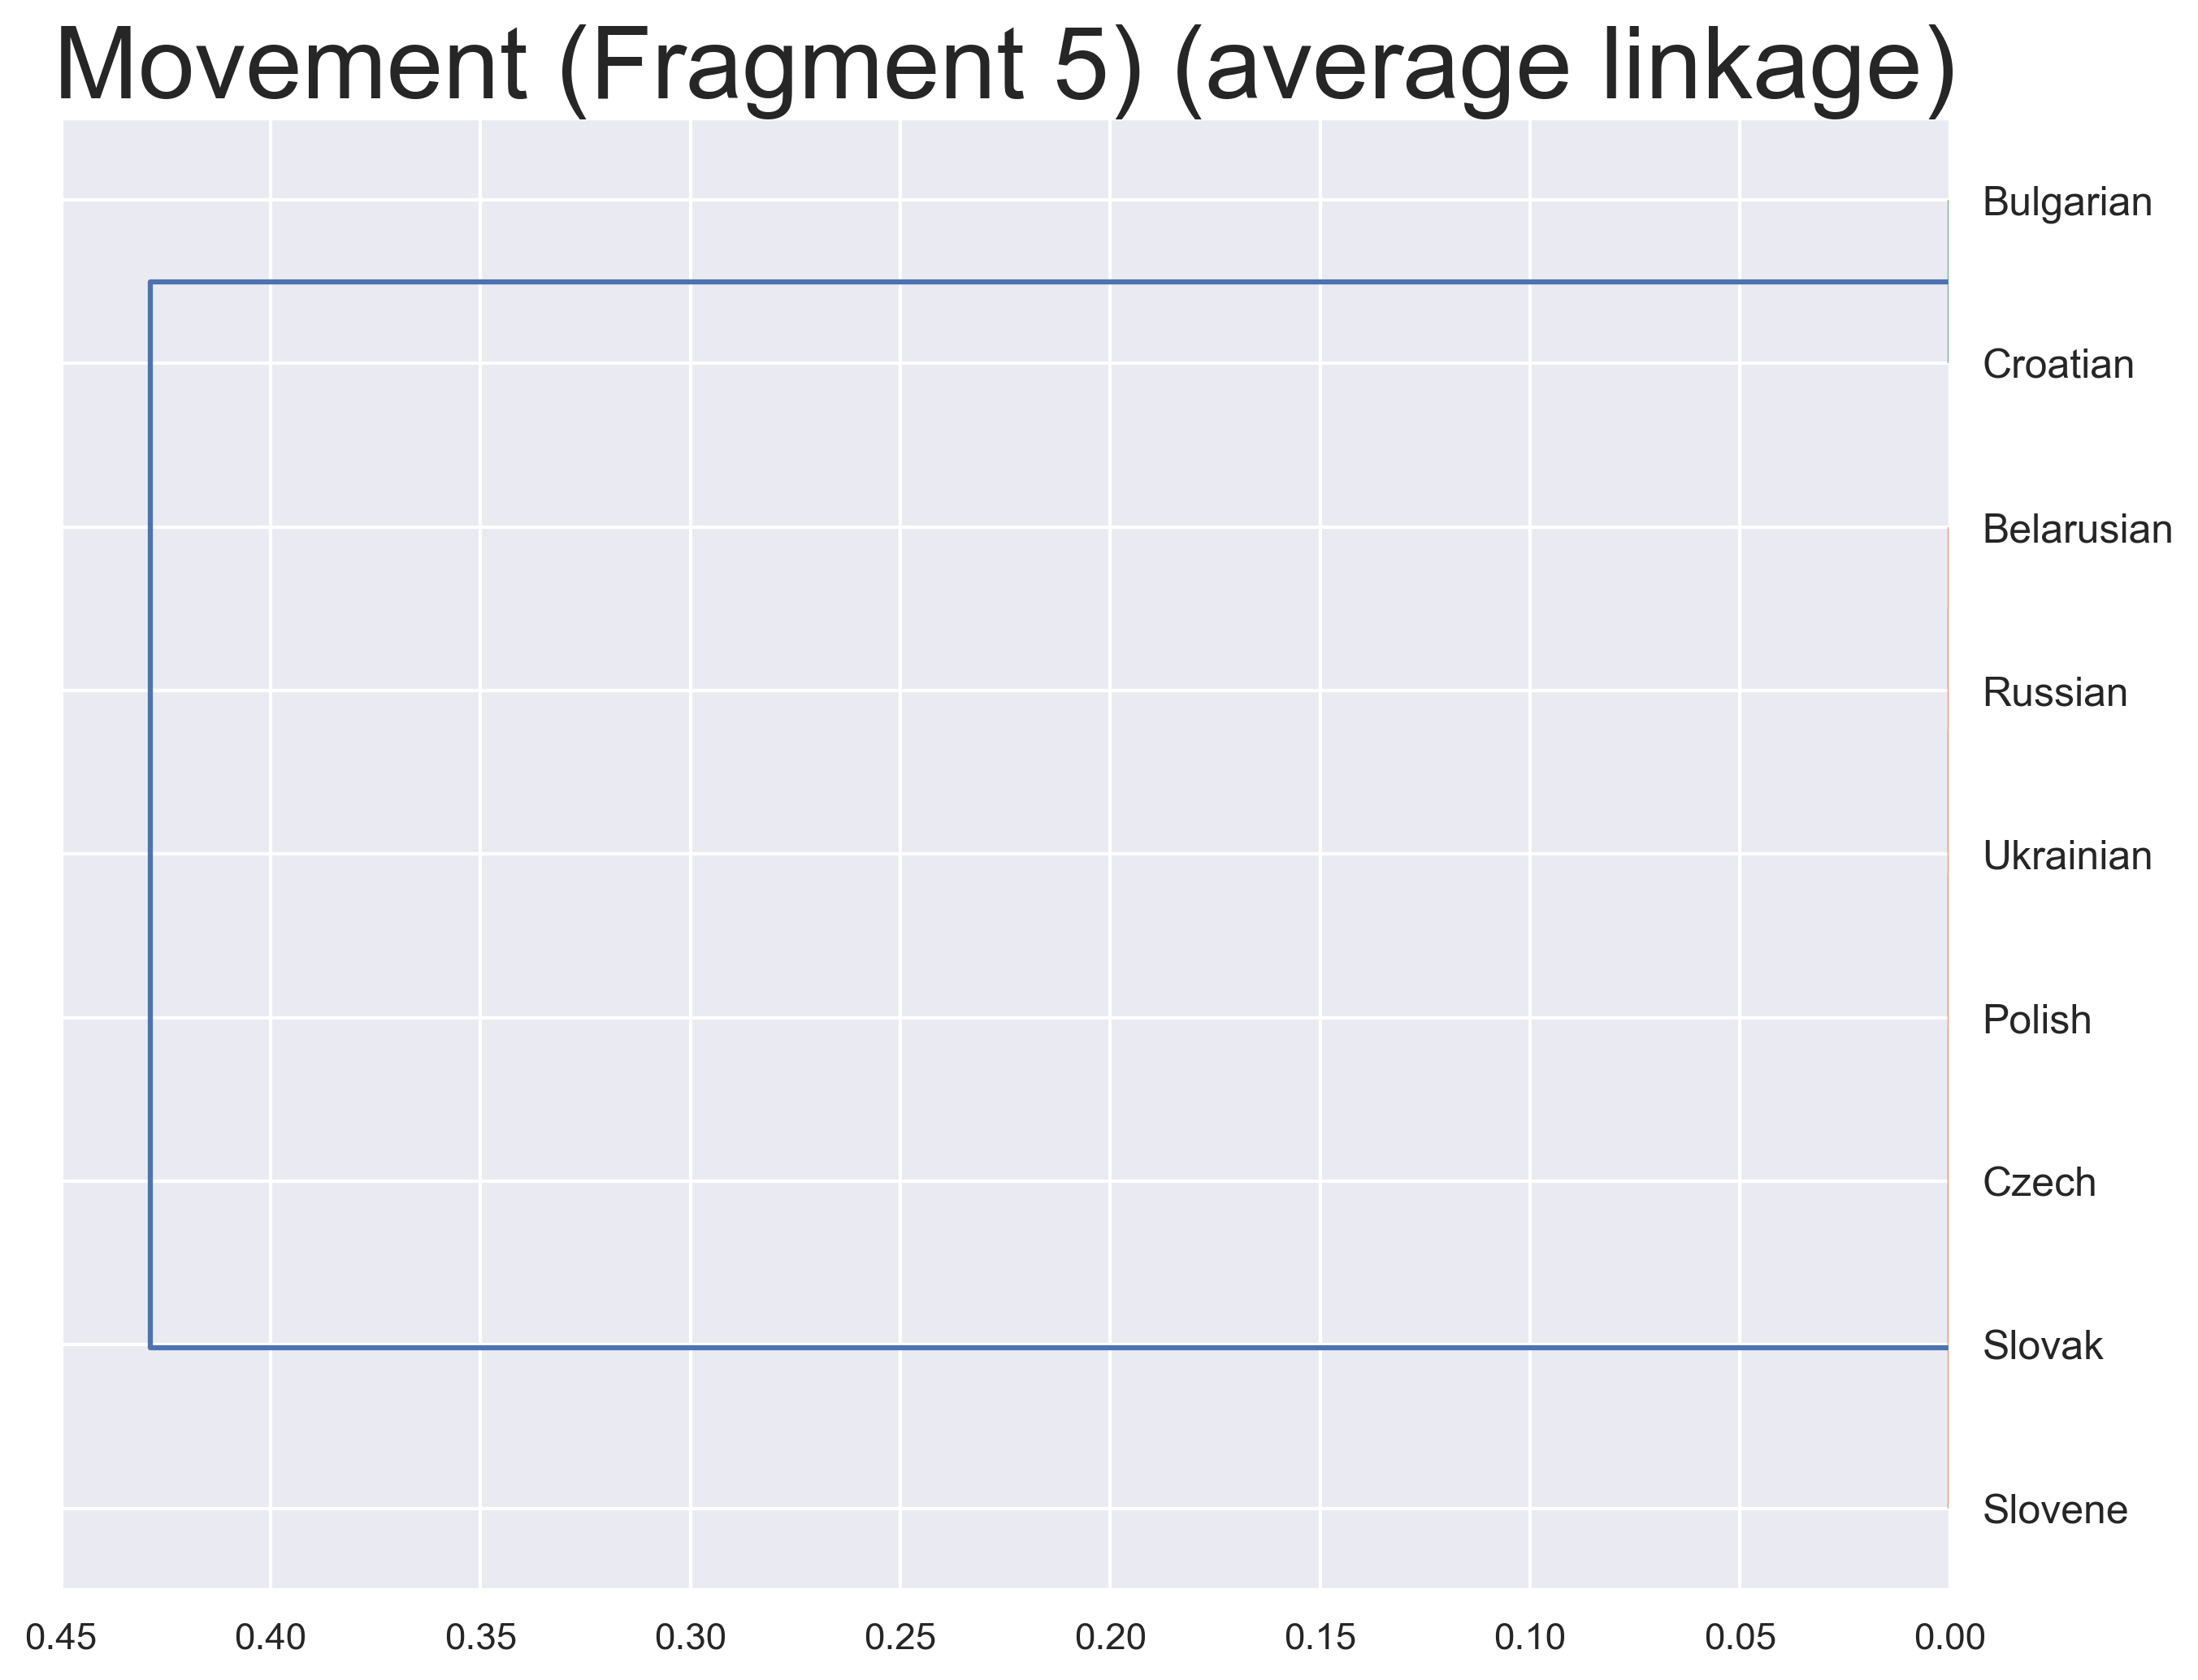 Movement (Fragment 5) (average linkage)
Bulgarian
Croatian
Belarusian
Russian
Ukrainian
Polish
Czech
Slovak
Slovene
0.45 0.40 0.35 0.30 0.25 0.20 0.15 0.10 0.05 0.00